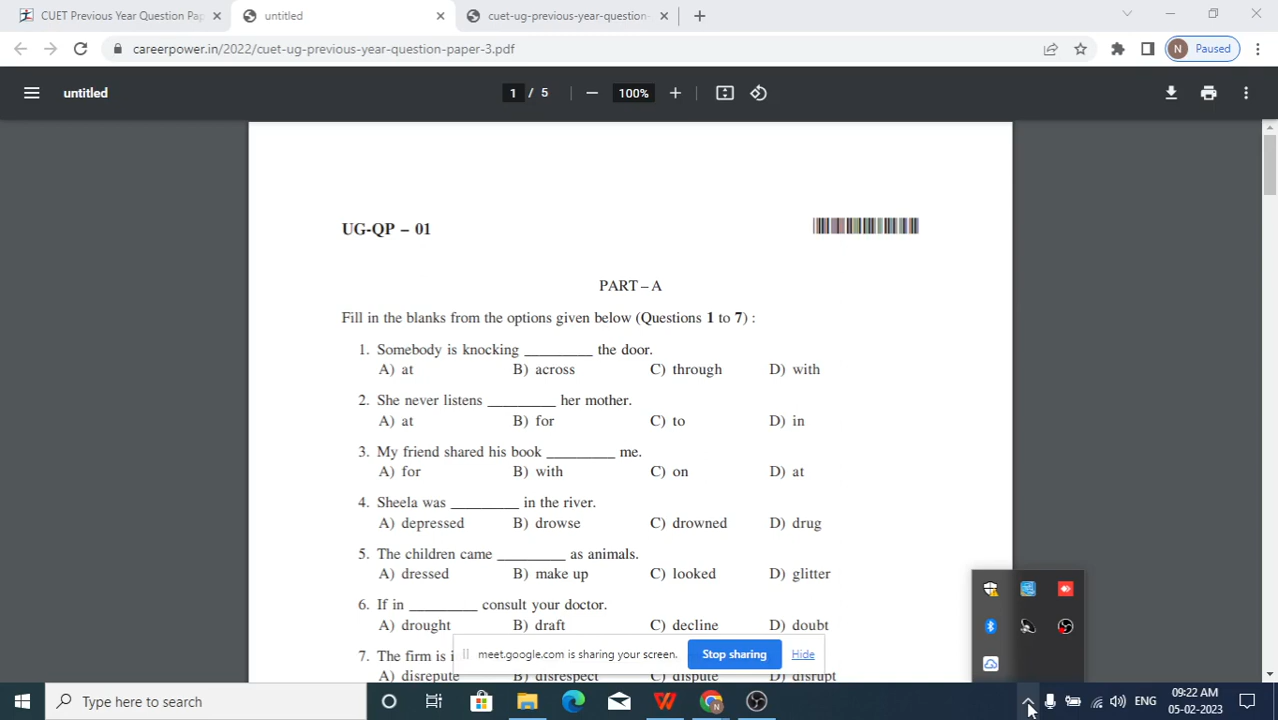 CUET Previous Year Question Pap
untitled
cuet-ug-previous-year-question-
careerpower.in/2022/cuet-ug-previous-year-question-paper-3.pdf
N Paused
untitled
1 / 5
100%
UG-QP – 01
PART – A
Fill in the blanks from the options given below (Questions 1 to 7) :
1. Somebody is knocking _________ the door.
A) at B) across C) through D) with
2. She never listens _________ her mother.
A) at B) for C) to D) in
3. My friend shared his book _________ me.
A) for B) with C) on D) at
4. Sheela was _________ in the river.
A) depressed B) drowse C) drowned D) drug
5. The children came _________ as animals.
A) dressed B) make up C) looked D) glitter
6. If in _________ consult your doctor.
A) drought B) draft C) decline D) doubt
7. The firm is i
A) disrepute B) disrespect C) dispute D) disrupt
meet.google.com is sharing your screen. Stop sharing Hide
Type here to search
ENG
09:22 AM
05-02-2023